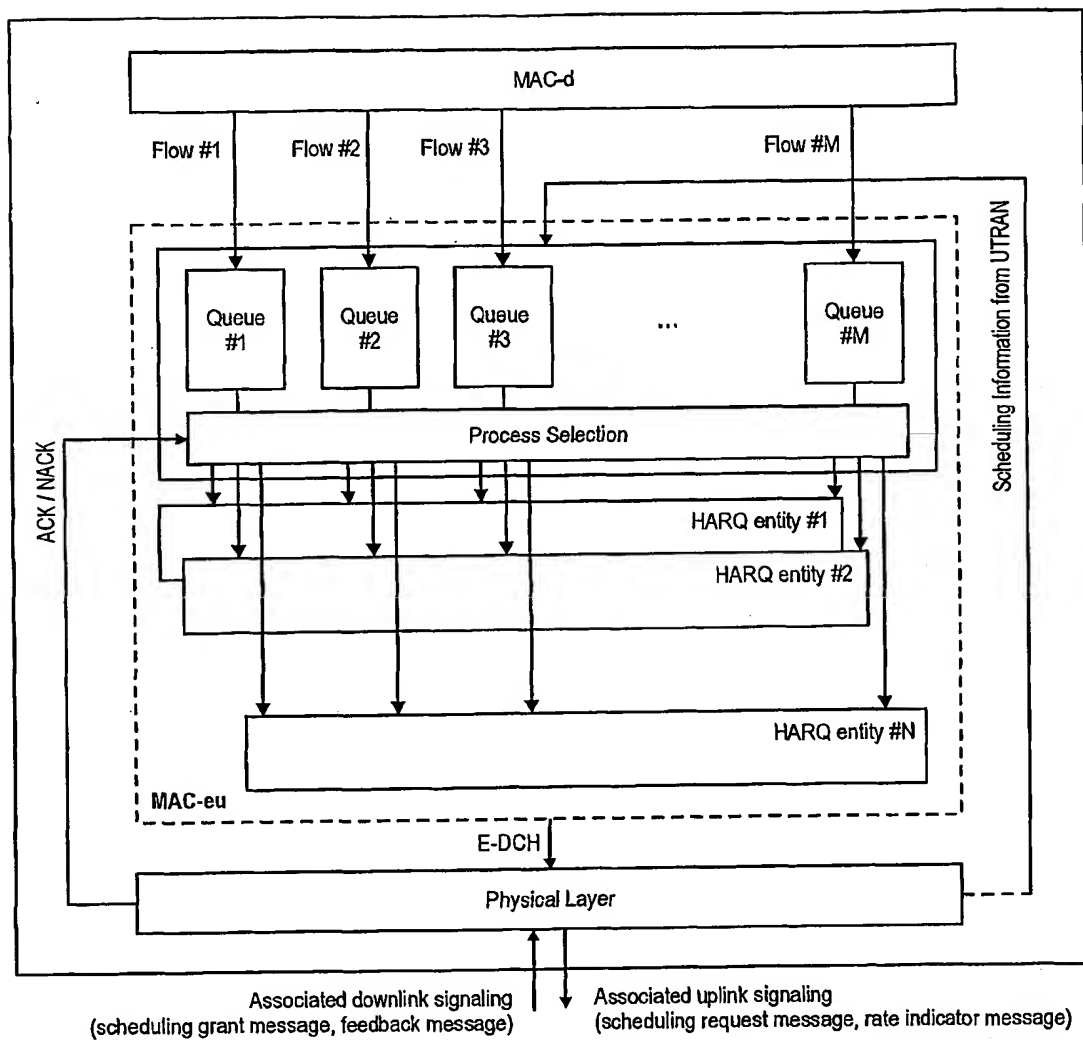 MAC-d
Flow #1
Flow #2
Flow #3
Flow #M
Scheduling Information from UTRAN
Queue
#1
Queue
#2
Queue
#3
...
Queue
#M
Process Selection
ACK / NACK
HARQ entity #1
HARQ entity #2
HARQ entity #N
MAC-eu
E-DCH
Physical Layer
Associated downlink signaling
(scheduling grant message, feedback message)
Associated uplink signaling
(scheduling request message, rate indicator message)